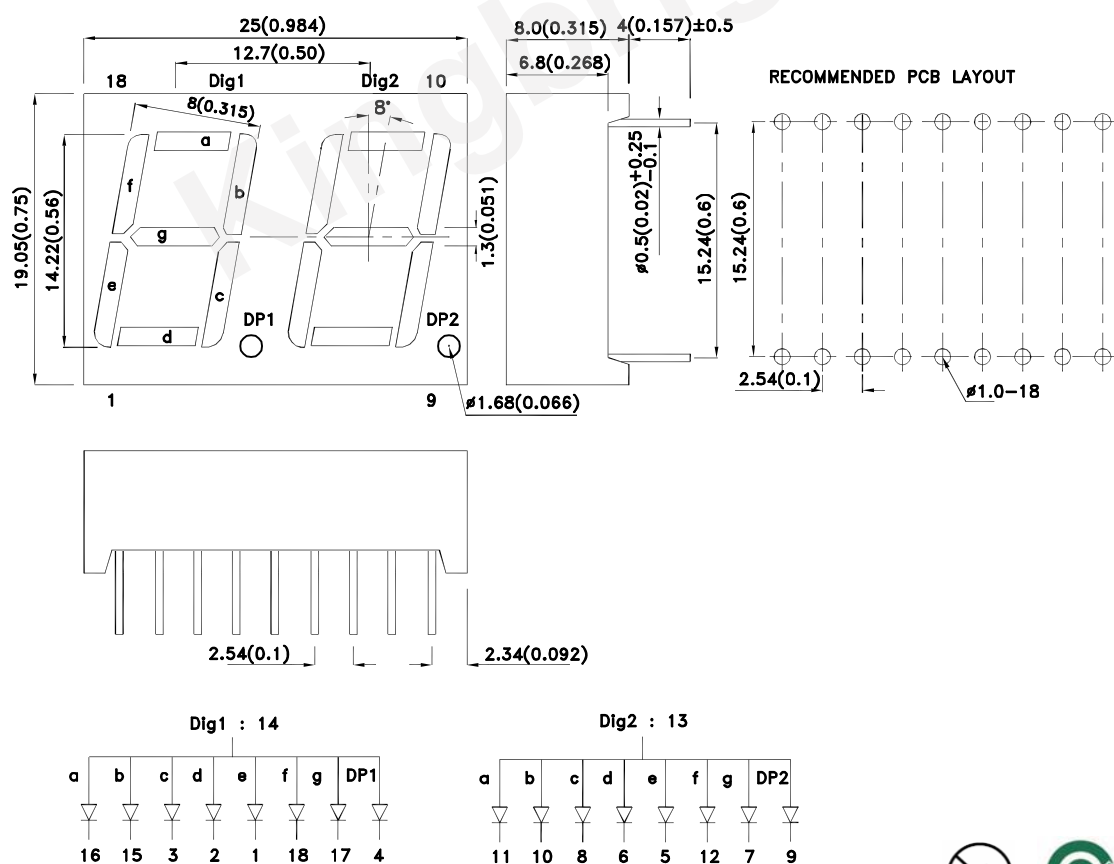 25(0.984)
12.7(0.50)
18 Dig1 Dig2 10
8(0.315)
8°
a
f
b
g
e
c
d
DP1 DP2
1 9
19.05(0.75)
14.22(0.56)
1.3(0.051)
ø1.68(0.066)
8.0(0.315) 4(0.157)±0.5
6.8(0.268)
ø0.5(0.02)+0.25
-0.1
15.24(0.6)
RECOMMENDED PCB LAYOUT
15.24(0.6)
2.54(0.1)
ø1.0-18
2.54(0.1) 2.34(0.092)
Dig1 : 14
a b c d e f g DP1
16 15 3 2 1 18 17 4
Dig2 : 13
a b c d e f g DP2
11 10 8 6 5 12 7 9